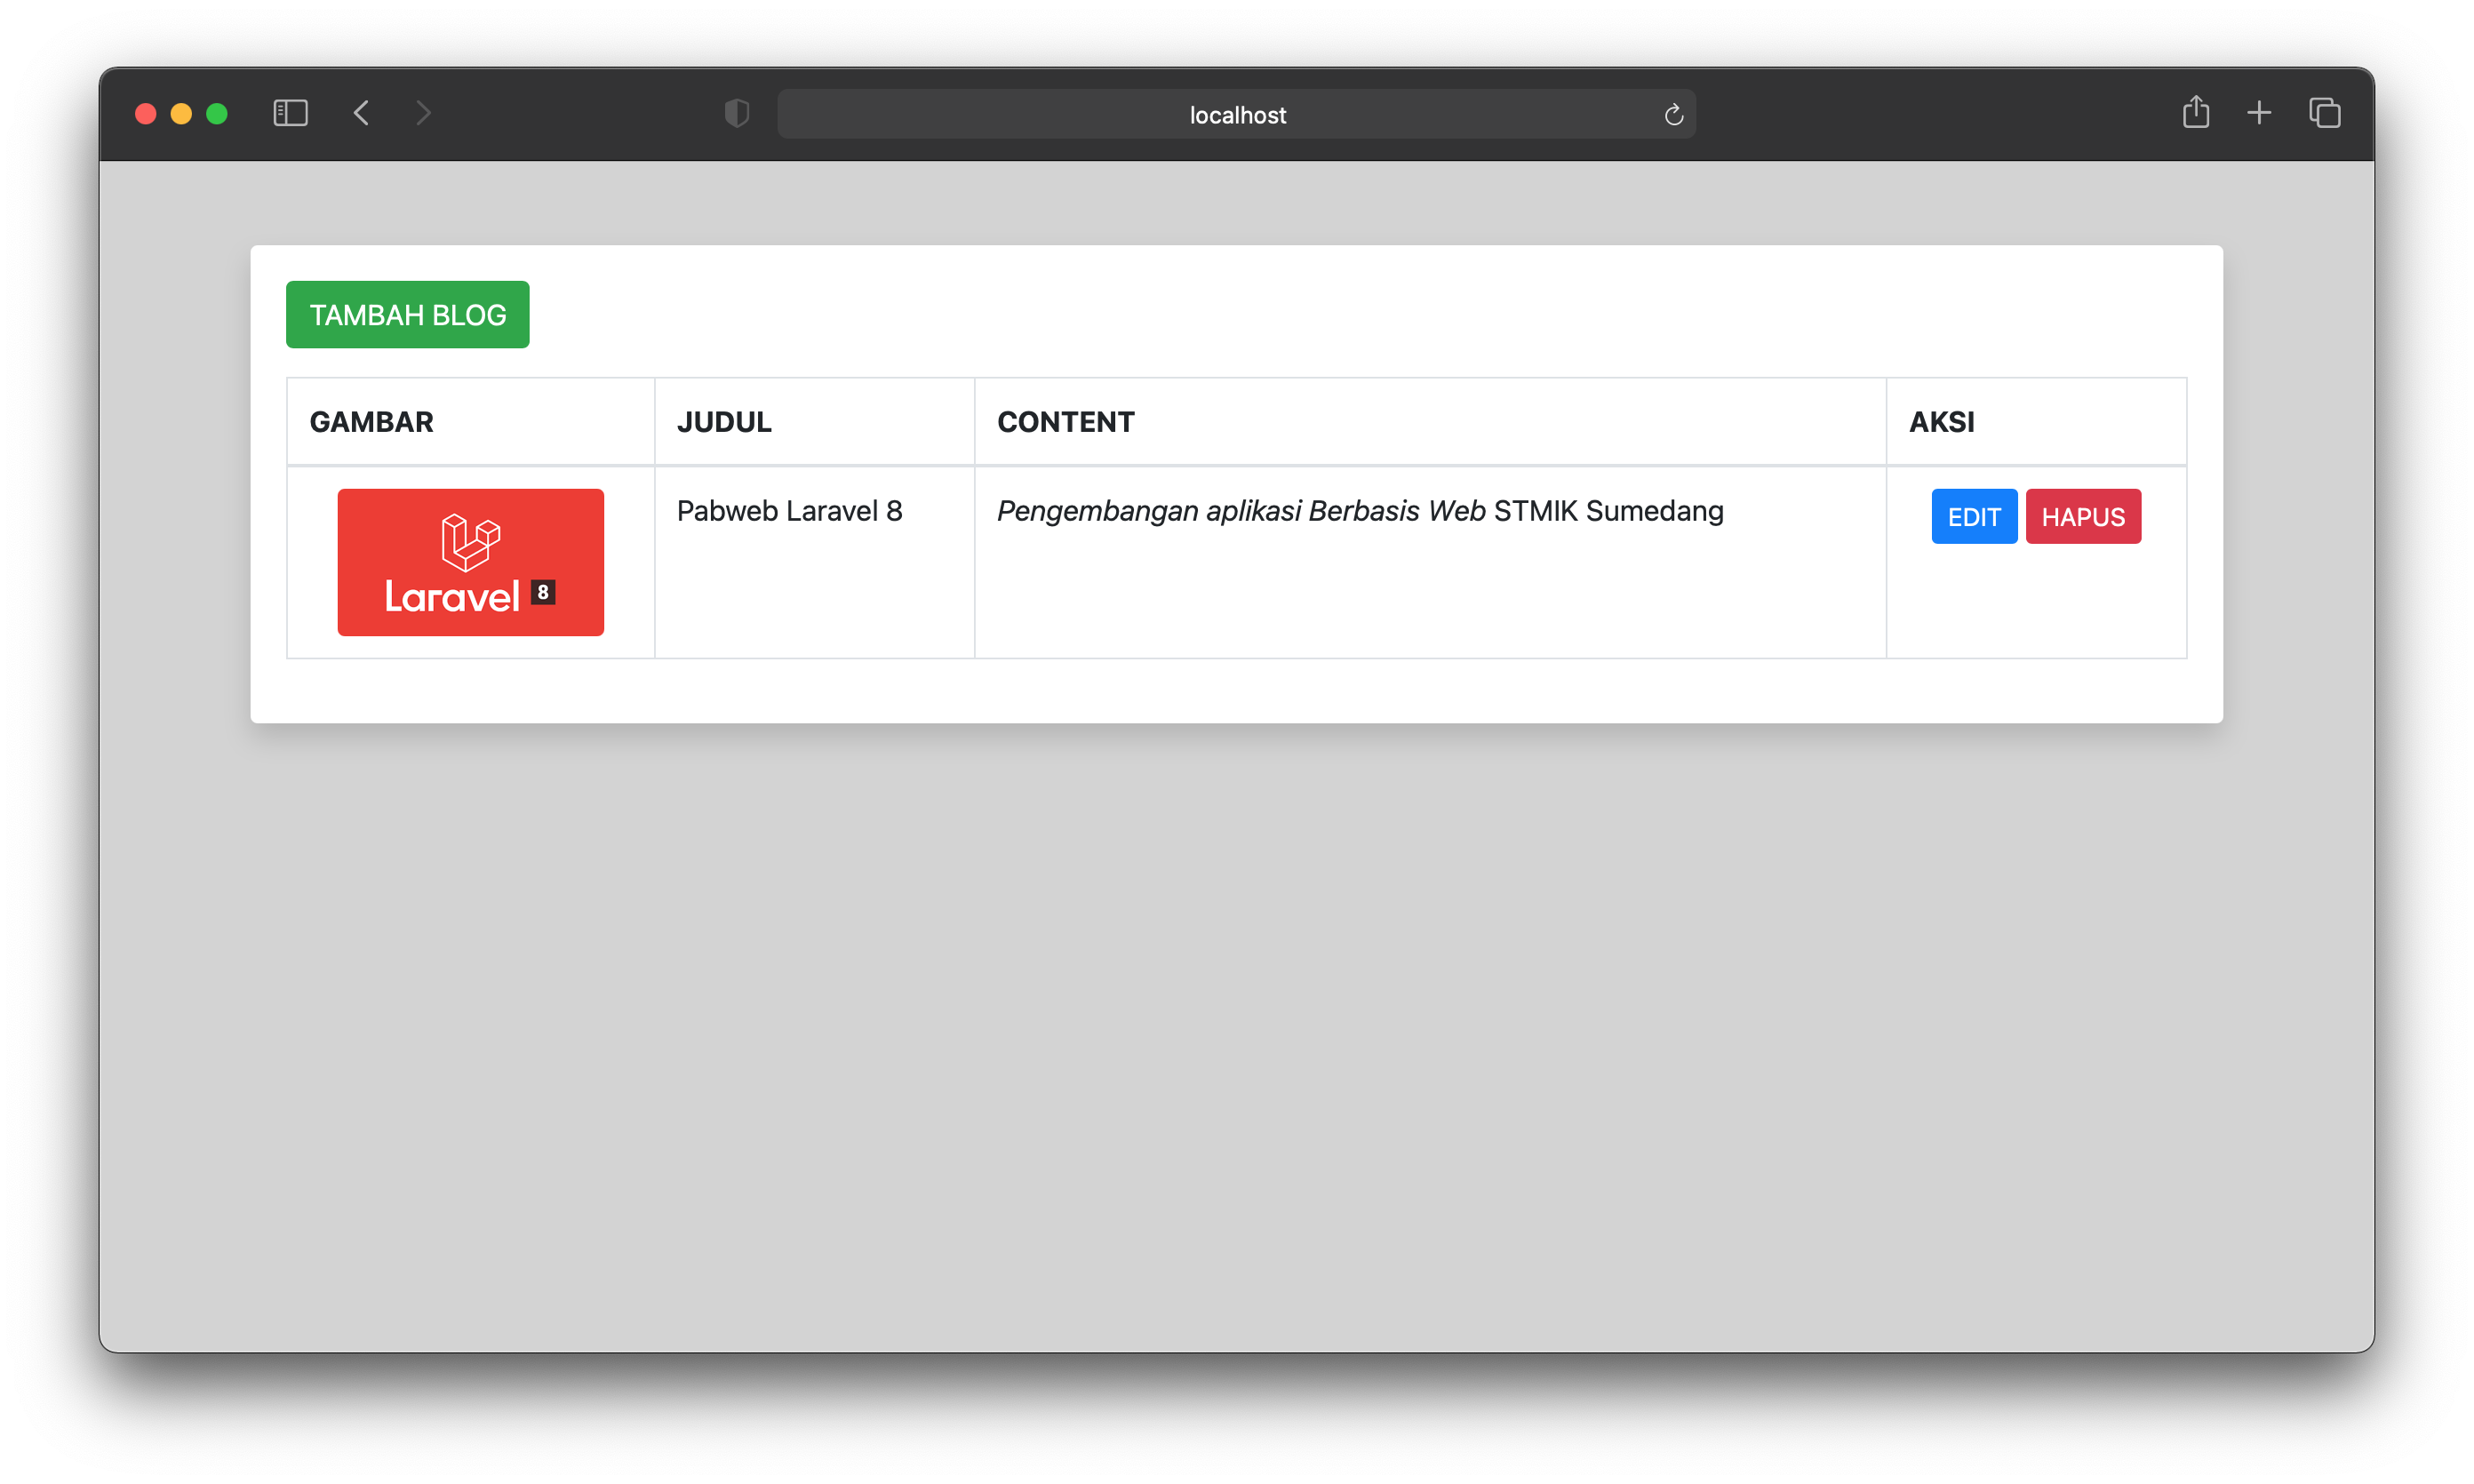 localhost
TAMBAH BLOG
GAMBAR JUDUL CONTENT AKSI
Laravel 8 Pabweb Laravel 8 Pengembangan aplikasi Berbasis Web STMIK Sumedang EDIT HAPUS